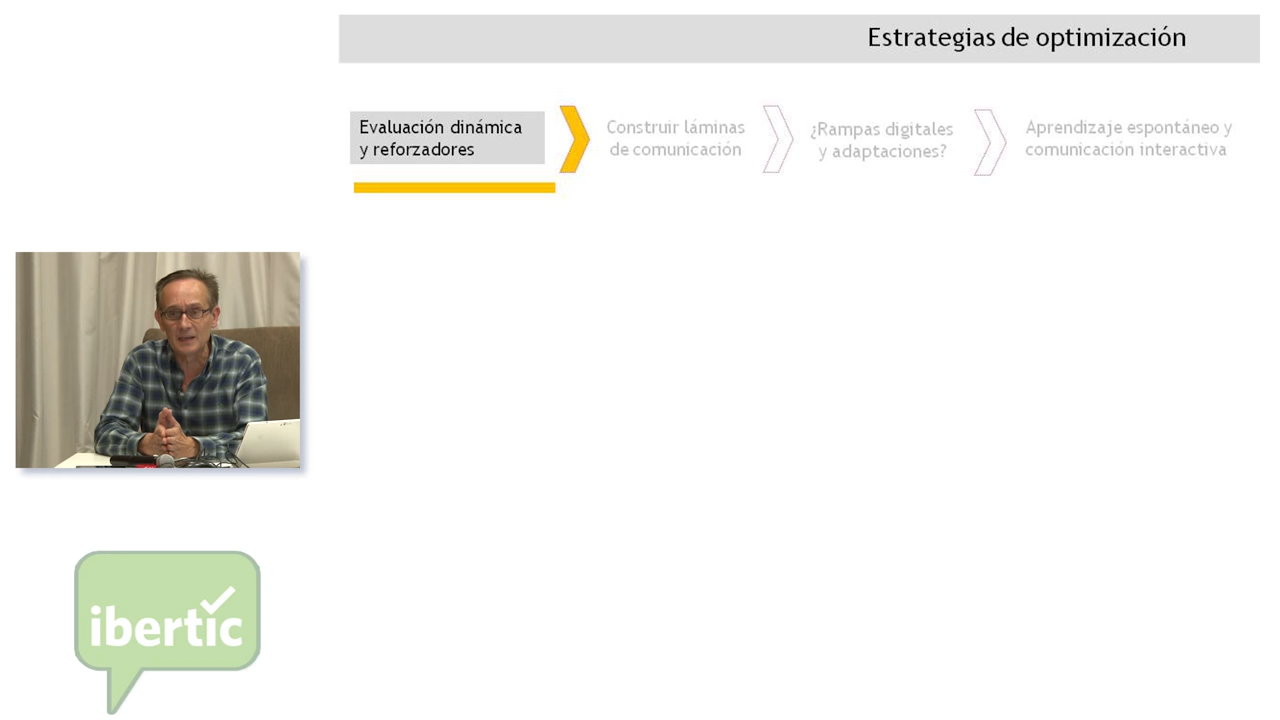 Estrategias de optimización
Evaluación dinámica
y reforzadores
Construir láminas
de comunicación
¿Rampas digitales
y adaptaciones?
Aprendizaje espontáneo y
comunicación interactiva
ibertic